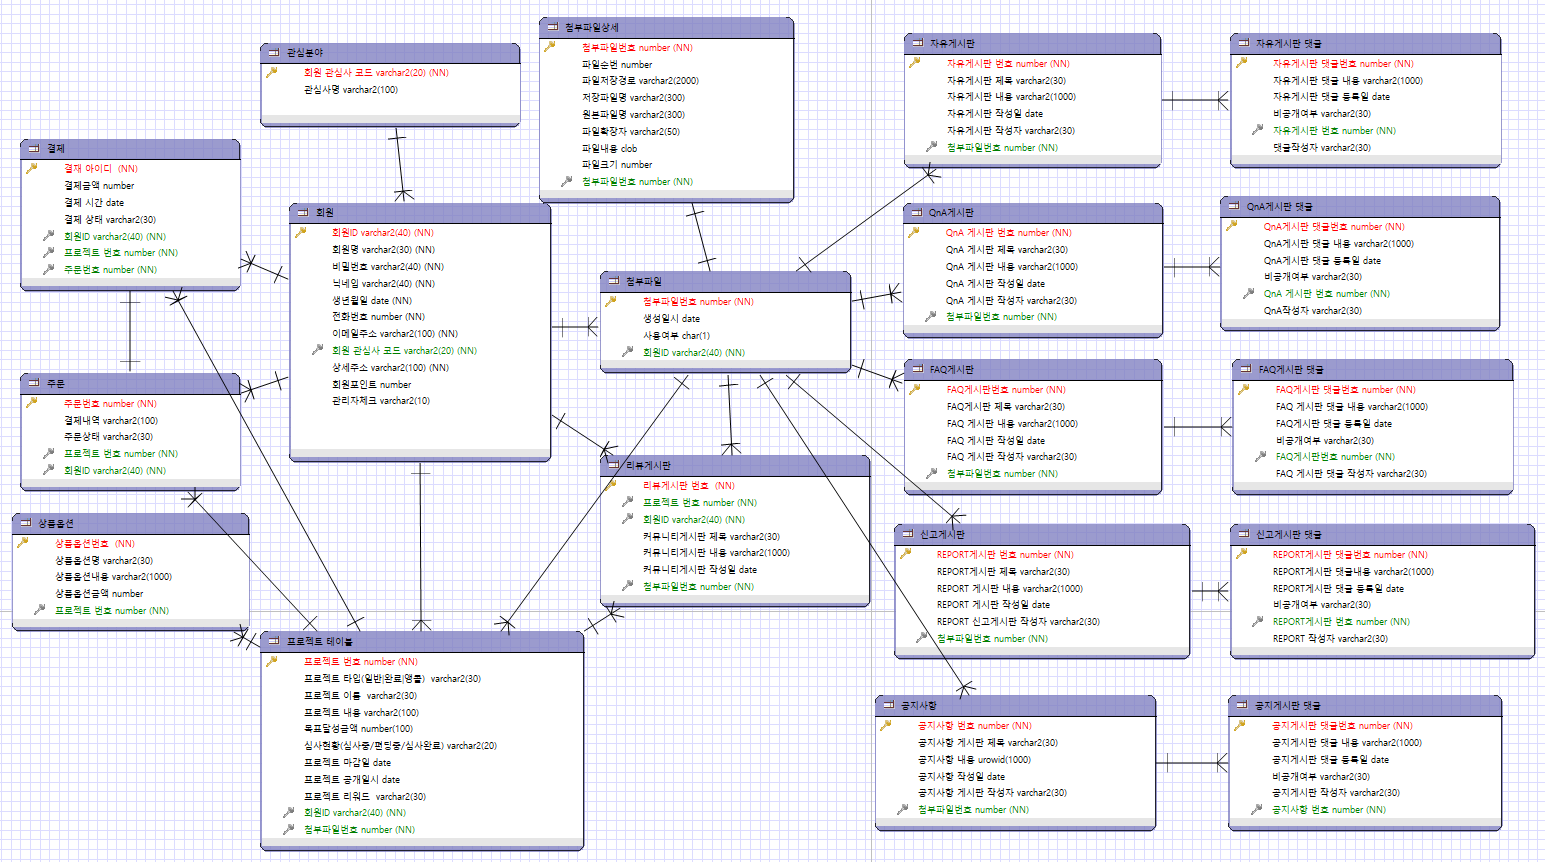 관심분야
회원 관심사 코드 varchar2(20) (NN)
관심사명 varchar2(100)
첨부파일상세
첨부파일번호 number (NN)
파일순번 number
파일저장경로 varchar2(2000)
저장파일명 varchar2(300)
원본파일명 varchar2(300)
파일확장자 varchar2(50)
파일내용 clob
파일크기 number
첨부파일번호 number (NN)
자유게시판
자유게시판 번호 number (NN)
자유게시판 제목 varchar2(30)
자유게시판 내용 varchar2(1000)
자유게시판 작성일 date
자유게시판 작성자 varchar2(30)
첨부파일번호 number (NN)
자유게시판 댓글
자유게시판 댓글번호 number (NN)
자유게시판 댓글 내용 varchar2(1000)
자유게시판 댓글 등록일 date
비공개여부 varchar2(30)
자유게시판 번호 number (NN)
댓글작성자 varchar2(30)
결제
결재 아이디  (NN)
결제금액 number
결제 시간 date
결제 상태 varchar2(30)
회원ID varchar2(40) (NN)
프로젝트 번호 number (NN)
주문번호 number (NN)
회원
회원ID varchar2(40) (NN)
회원명 varchar2(30) (NN)
비밀번호 varchar2(40) (NN)
닉네임 varchar2(40) (NN)
생년월일 date (NN)
전화번호 number (NN)
이메일주소 varchar2(100) (NN)
회원 관심사 코드 varchar2(20) (NN)
상세주소 varchar2(100) (NN)
회원포인트 number
관리자체크 varchar2(10)
첨부파일
첨부파일번호 number (NN)
생성일시 date
사용여부 char(1)
회원ID varchar2(40) (NN)
QnA게시판
QnA 게시판 번호 number (NN)
QnA 게시판 제목 varchar2(30)
QnA 게시판 내용 varchar2(1000)
QnA 게시판 작성일 date
QnA 게시판 작성자 varchar2(30)
첨부파일번호 number (NN)
QnA게시판 댓글
QnA게시판 댓글번호 number (NN)
QnA게시판 댓글 내용 varchar2(1000)
QnA게시판 댓글 등록일 date
비공개여부 varchar2(30)
QnA 게시판 번호 number (NN)
QnA작성자 varchar2(30)
주문
주문번호 number (NN)
결제내역 varchar2(100)
주문상태 varchar2(30)
프로젝트 번호 number (NN)
회원ID varchar2(40) (NN)
FAQ게시판
FAQ게시판번호 number (NN)
FAQ 게시판 제목 varchar2(30)
FAQ 게시판 내용 varchar2(1000)
FAQ 게시판 작성일 date
FAQ 게시판 작성자 varchar2(30)
첨부파일번호 number (NN)
FAQ게시판 댓글
FAQ게시판 댓글번호 number (NN)
FAQ 게시판 댓글 내용 varchar2(1000)
FAQ게시판 댓글 등록일 date
비공개여부 varchar2(30)
FAQ게시판번호 number (NN)
FAQ 게시판 댓글 작성자 varchar2(30)
리뷰게시판
리뷰게시판 번호  (NN)
프로젝트 번호 number (NN)
회원ID varchar2(40) (NN)
커뮤니티게시판 제목 varchar2(30)
커뮤니티게시판 내용 varchar2(1000)
커뮤니티게시판 작성일 date
첨부파일번호 number (NN)
상품옵션
상품옵션번호  (NN)
상품옵션명 varchar2(30)
상품옵션내용 varchar2(1000)
상품옵션금액 number
프로젝트 번호 number (NN)
신고게시판
REPORT게시판 번호 number (NN)
REPORT게시판 제목 varchar2(30)
REPORT 게시판 내용 varchar2(1000)
REPORT 게시판 작성일 date
REPORT 신고게시판 작성자 varchar2(30)
첨부파일번호 number (NN)
신고게시판 댓글
REPORT게시판 댓글번호 number (NN)
REPORT게시판 댓글내용 varchar2(1000)
REPORT게시판 댓글 등록일 date
비공개여부 varchar2(30)
REPORT게시판 번호 number (NN)
REPORT 작성자 varchar2(30)
프로젝트 테이블
프로젝트 번호 number (NN)
프로젝트 타입(일반|완료|앵콜)  varchar2(30)
프로젝트 이름  varchar2(30)
프로젝트 내용 varchar2(100)
목표달성금액 number(100)
심사현황(심사중/펀딩중/심사완료) varchar2(20)
프로젝트 마감일 date
프로젝트 공개일시 date
프로젝트 리워드  varchar2(30)
회원ID varchar2(40) (NN)
첨부파일번호 number (NN)
공지사항
공지사항 번호 number (NN)
공지사항 게시판 제목 varchar2(30)
공지사항 내용 urowid(1000)
공지사항 작성일 date
공지사항 게시판 작성자 varchar2(30)
첨부파일번호 number (NN)
공지게시판 댓글
공지게시판 댓글번호 number (NN)
공지게시판 댓글 내용 varchar2(1000)
공지게시판 댓글 등록일 date
비공개여부 varchar2(30)
공지게시판 작성자 varchar2(30)
공지사항 번호 number (NN)